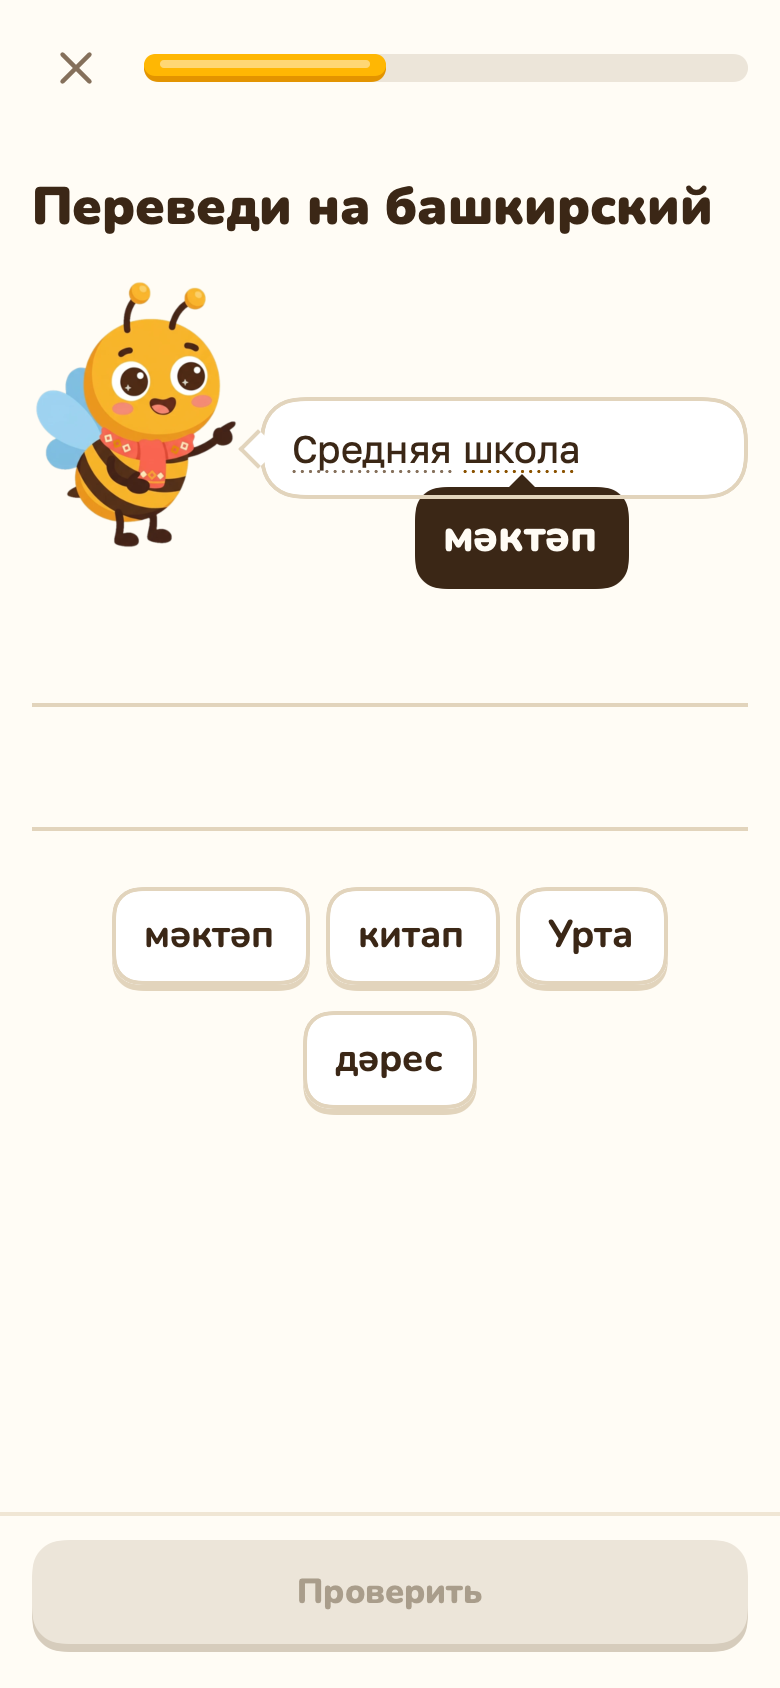 Переведи на башкирский
Средняя школа
мәктәп
мәктәп китап Урта
дәрес
Проверить